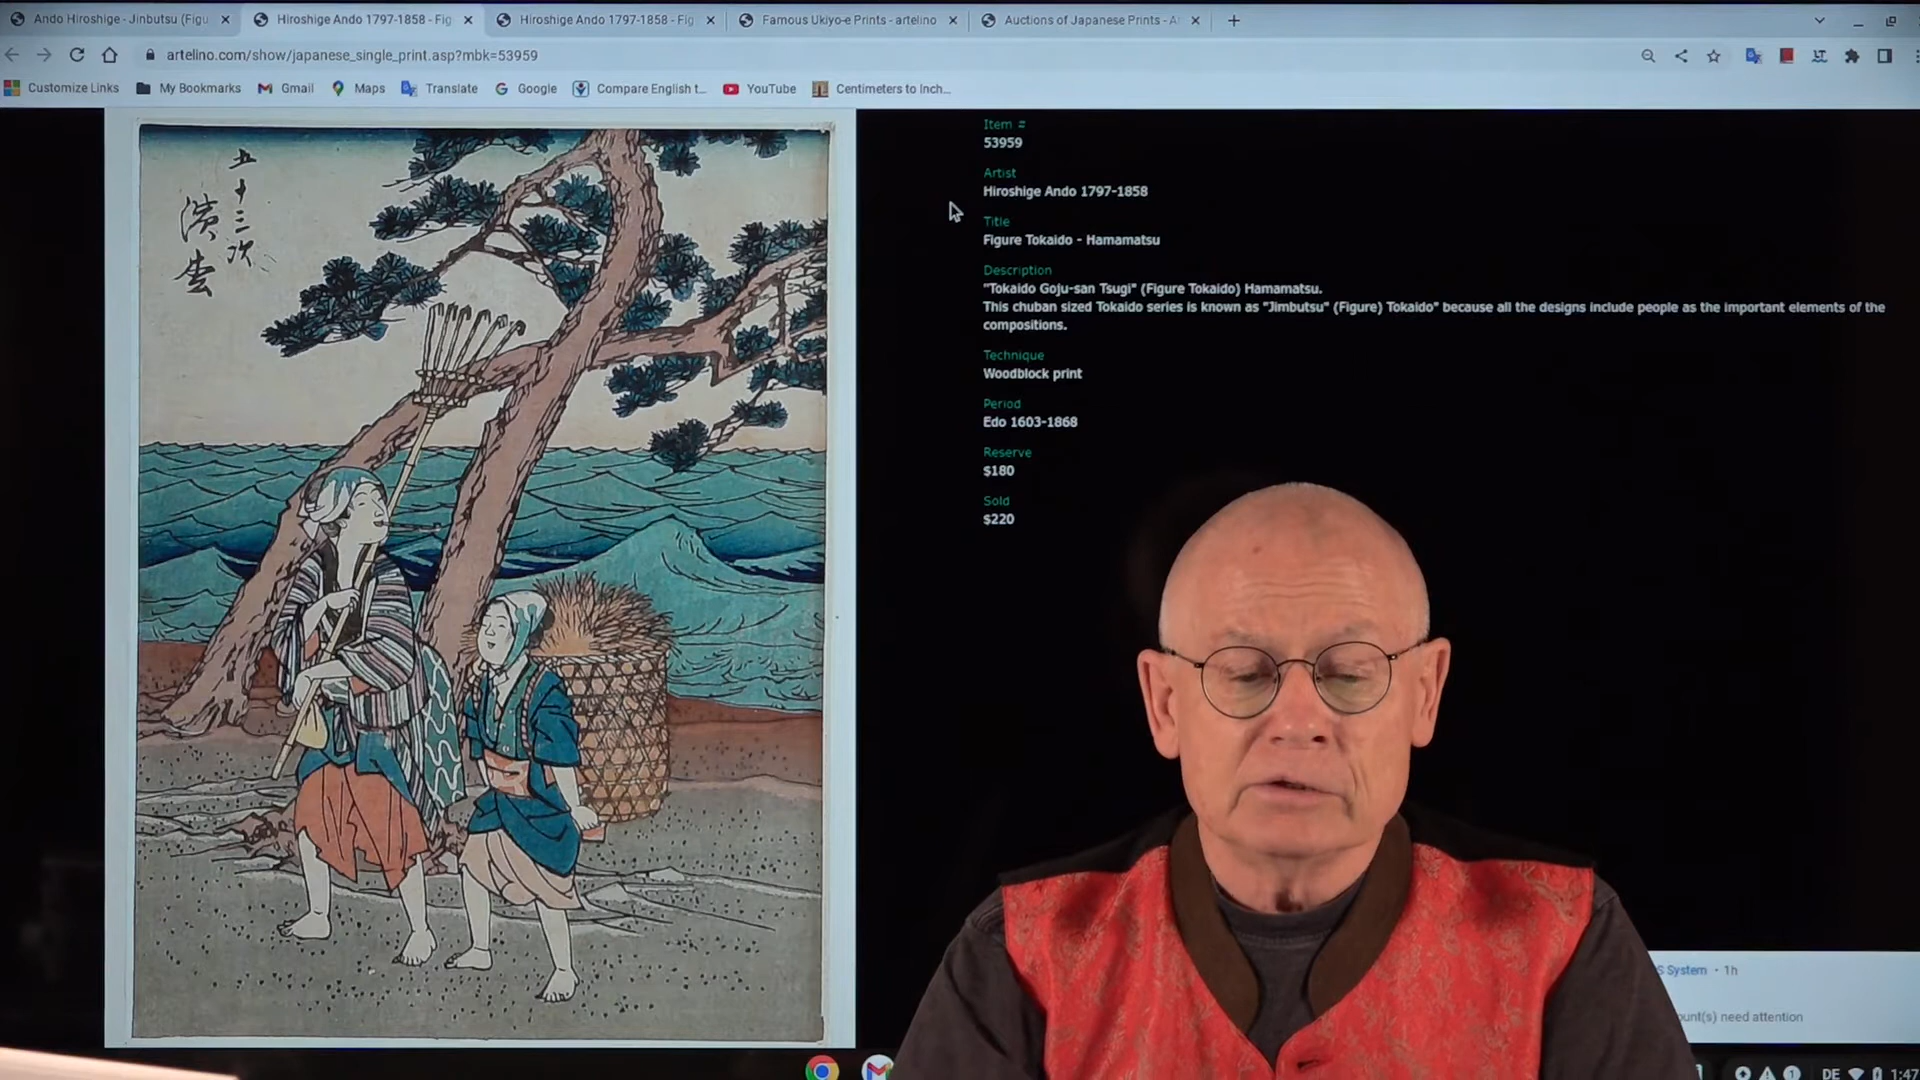 Ando Hiroshige - Jinbutsu (Figu
Hiroshige Ando 1797-1858 - Fig
Hiroshige Ando 1797-1858 - Fig
Famous Ukiyo-e Prints - artelino
Auctions of Japanese Prints - A
artelino.com/show/japanese_single_print.asp?mbk=53959
Customize Links
My Bookmarks
Gmail
Maps
Translate
Google
Compare English t...
YouTube
Centimeters to Inch...
五十三次
濱松
Item #
53959
Artist
Hiroshige Ando 1797-1858
Title
Figure Tokaido - Hamamatsu
Description
"Tokaido Goju-san Tsugi" (Figure Tokaido) Hamamatsu.
This chuban sized Tokaido series is known as "Jimbutsu" (Figure) Tokaido" because all the designs include people as the important elements of the
compositions.
Technique
Woodblock print
Period
Edo 1603-1868
Reserve
$180
Sold
$220
S System • 1h
ount(s) need attention
DE
1:47